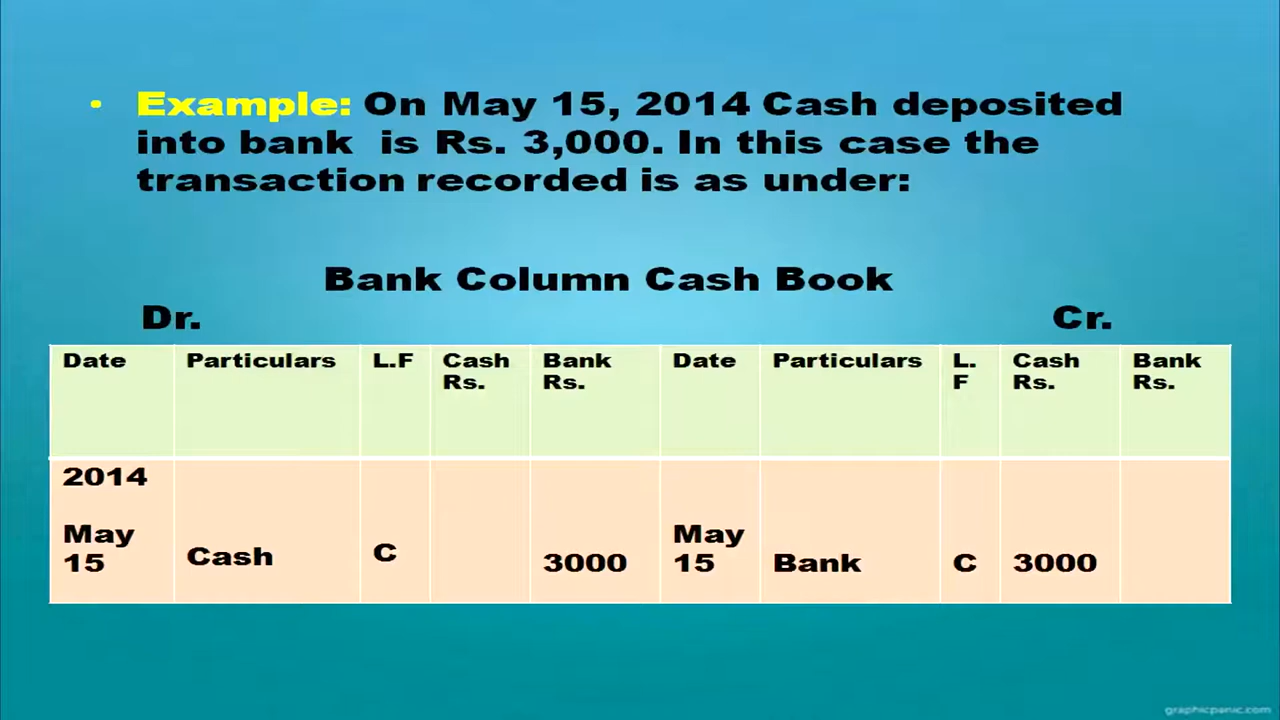 • Example: On May 15, 2014 Cash deposited
into bank is Rs. 3,000. In this case the
transaction recorded is as under:
Bank Column Cash Book
Dr. Cr.
Date Particulars L.F Cash Rs. Bank Rs. Date Particulars L. F Cash Rs. Bank Rs.
2014
May 15 Cash C 3000 May 15 Bank C 3000
graphicpanic.com